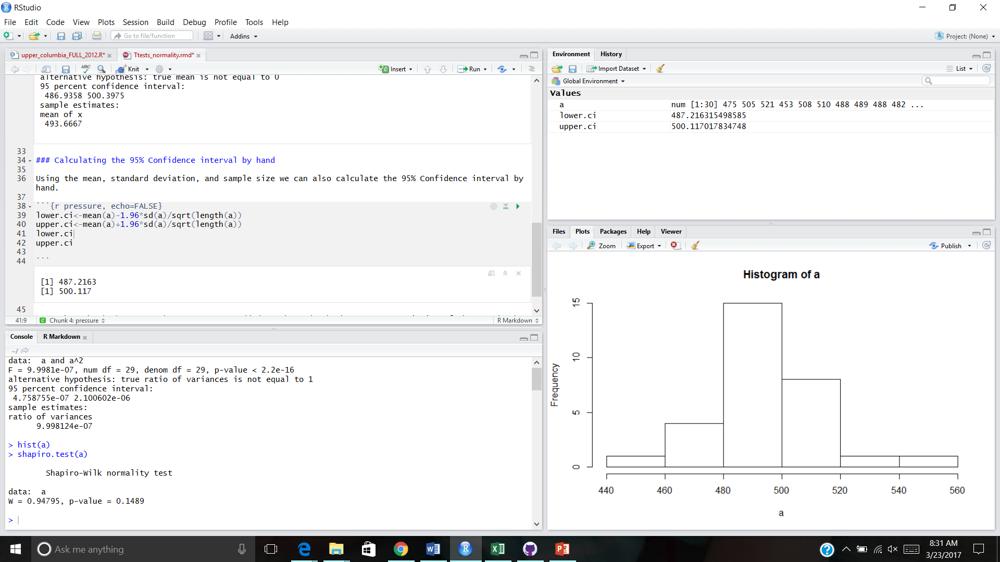 RStudio
File Edit Code View Plots Session Build Debug Profile Tools Help
Go to file/function Addins Project: (None)
upper_columbia_FULL_2012.R* Ttests_normality.rmd*
ABC Knit Insert Run
alternative hypothesis: true mean is not equal to 0
95 percent confidence interval:
486.9358 500.3975
sample estimates:
mean of x
493.6667
33
34 ### Calculating the 95% Confidence interval by hand
35
36 Using the mean, standard deviation, and sample size we can also calculate the 95% Confidence interval by
hand.
37
38 ```{r pressure, echo=FALSE}
39 lower.ci<-mean(a)-1.96*sd(a)/sqrt(length(a))
40 upper.ci<-mean(a)+1.96*sd(a)/sqrt(length(a))
41 lower.ci
42 upper.ci
43
44 ```
[1] 487.2163
[1] 500.117
45
41:9 Chunk 4: pressure R Markdown
Console R Markdown
~/
data:  a and a^2
F = 9.9981e-07, num df = 29, denom df = 29, p-value < 2.2e-16
alternative hypothesis: true ratio of variances is not equal to 1
95 percent confidence interval:
4.758755e-07 2.100602e-06
sample estimates:
ratio of variances
9.998124e-07
> hist(a)
> shapiro.test(a)
Shapiro-Wilk normality test
data:  a
W = 0.94795, p-value = 0.1489
>
Environment History
Import Dataset List
Global Environment
Values
a num [1:30] 475 505 521 453 508 510 488 489 488 482 ...
lower.ci 487.216315498585
upper.ci 500.117017834748
Files Plots Packages Help Viewer
Zoom Export Publish
Histogram of a
Frequency
15
10
5
0
440 460 480 500 520 540 560
a
Ask me anything
8:31 AM
3/23/2017